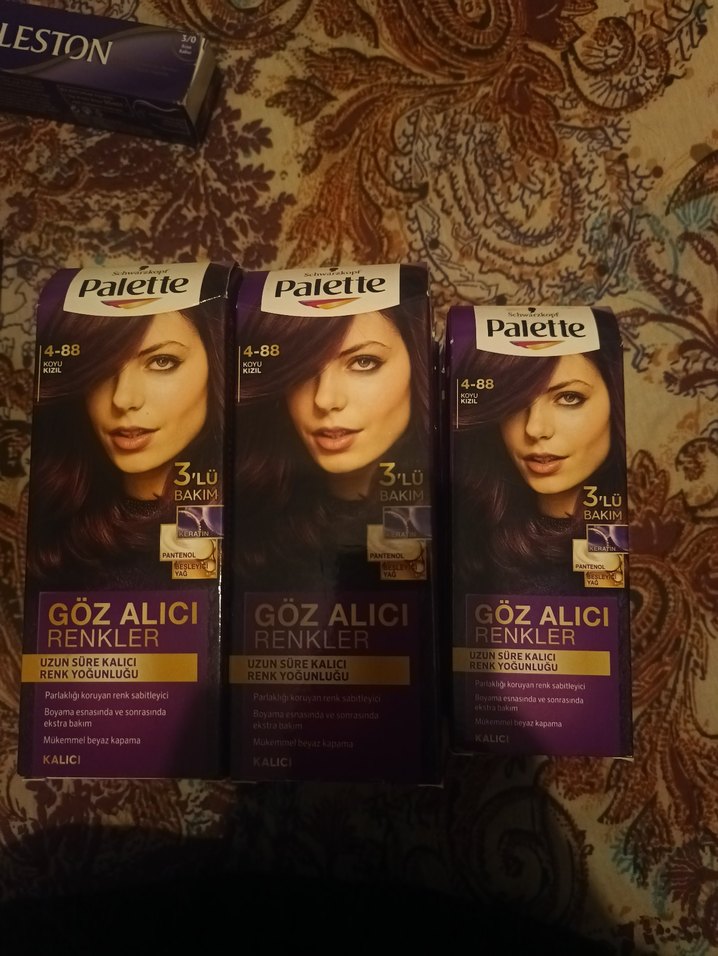 LESTON
3/0
Schwarzkopf
Palette
4-88
KOYU
KIZIL
3'LÜ
BAKIM
KERATİN
PANTENOL
BESLEYİCİ
YAĞ
GÖZ ALICI
RENKLER
UZUN SÜRE KALICI
RENK YOĞUNLUĞU
Parlaklığı koruyan renk sabitleyici
Boyama esnasında ve sonrasında
ekstra bakım
Mükemmel beyaz kapama
KALICI
Schwarzkopf
Palette
4-88
KOYU
KIZIL
3'LÜ
BAKIM
KERATİN
PANTENOL
BESLEYİCİ
YAĞ
GÖZ ALICI
RENKLER
UZUN SÜRE KALICI
RENK YOĞUNLUĞU
Parlaklığı koruyan renk sabitleyici
Boyama esnasında ve sonrasında
ekstra bakım
Mükemmel beyaz kapama
KALICI
Schwarzkopf
Palette
4-88
KOYU
KIZIL
3'LÜ
BAKIM
KERATİN
PANTENOL
BESLEYİCİ
YAĞ
GÖZ ALICI
RENKLER
UZUN SÜRE KALICI
RENK YOĞUNLUĞU
Parlaklığı koruyan renk sabitleyici
Boyama esnasında ve sonrasında
ekstra bakım
Mükemmel beyaz kapama
KALICI